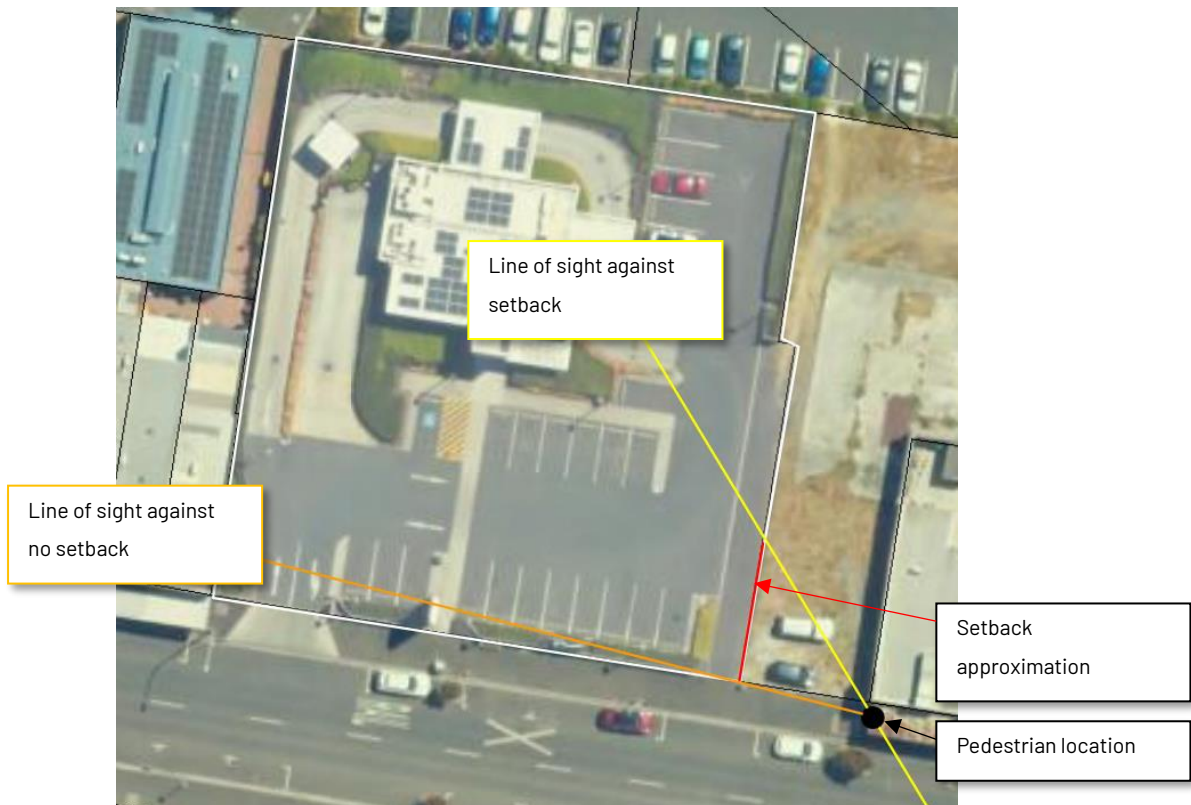 Line of sight against
setback
Line of sight against
no setback
Setback
approximation
Pedestrian location